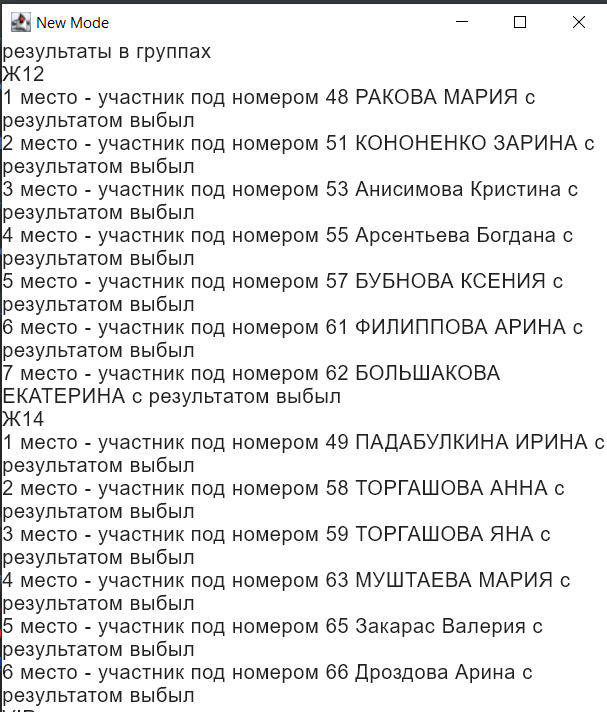 New Mode
результаты в группах
Ж12
1 место - участник под номером 48 РАКОВА МАРИЯ с
результатом выбыл
2 место - участник под номером 51 КОНОНЕНКО ЗАРИНА с
результатом выбыл
3 место - участник под номером 53 Анисимова Кристина с
результатом выбыл
4 место - участник под номером 55 Арсентьева Богдана с
результатом выбыл
5 место - участник под номером 57 БУБНОВА КСЕНИЯ с
результатом выбыл
6 место - участник под номером 61 ФИЛИППОВА АРИНА с
результатом выбыл
7 место - участник под номером 62 БОЛЬШАКОВА
ЕКАТЕРИНА с результатом выбыл
Ж14
1 место - участник под номером 49 ПАДАБУЛКИНА ИРИНА с
результатом выбыл
2 место - участник под номером 58 ТОРГАШОВА АННА с
результатом выбыл
3 место - участник под номером 59 ТОРГАШОВА ЯНА с
результатом выбыл
4 место - участник под номером 63 МУШТАЕВА МАРИЯ с
результатом выбыл
5 место - участник под номером 65 Закарас Валерия с
результатом выбыл
6 место - участник под номером 66 Дроздова Арина с
результатом выбыл